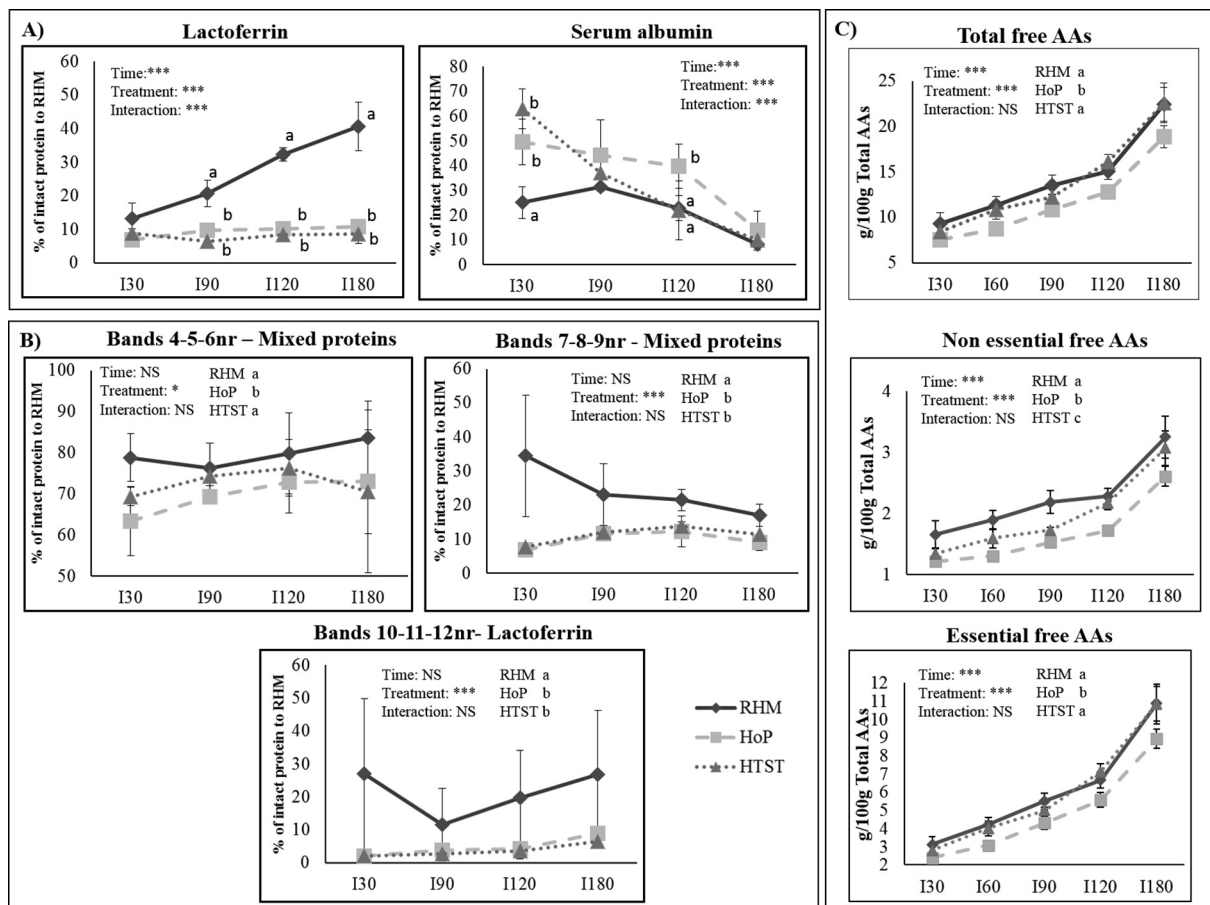 A)
Lactoferrin
% of intact protein to RHM
60
50
40
30
20
10
0
Time:***
Treatment: ***
Interaction: ***
a
a
a
b
b
b
b
b
b
I30
I90
I120
I180
Serum albumin
% of intact protein to RHM
80
70
60
50
40
30
20
10
0
Time:***
Treatment: ***
Interaction: ***
b
b
a
b
a
a
I30
I90
I120
I180
B)
Bands 4-5-6nr – Mixed proteins
% of intact protein to RHM
100
90
80
70
60
50
Time: NS
Treatment: *
Interaction: NS
RHM a
HoP b
HTST a
I30
I90
I120
I180
Bands 7-8-9nr - Mixed proteins
% of intact protein to RHM
60
50
40
30
20
10
0
Time: NS
Treatment: ***
Interaction: NS
RHM a
HoP b
HTST b
I30
I90
I120
I180
Bands 10-11-12nr- Lactoferrin
% of intact protein to RHM
60
50
40
30
20
10
0
Time: NS
Treatment: ***
Interaction: NS
RHM a
HoP b
HTST b
I30
I90
I120
I180
RHM
HoP
HTST
C)
Total free AAs
g/100g Total AAs
25
20
15
10
5
Time: ***
Treatment: ***
Interaction: NS
RHM a
HoP b
HTST a
I30
I60
I90
I120
I180
Non essential free AAs
g/100g Total AAs
4
3
2
1
Time: ***
Treatment: ***
Interaction: NS
RHM a
HoP b
HTST c
I30
I60
I90
I120
I180
Essential free AAs
g/100g Total AAs
12
11
10
9
8
7
6
5
4
3
2
Time: ***
Treatment: ***
Interaction: NS
RHM a
HoP b
HTST a
I30
I60
I90
I120
I180